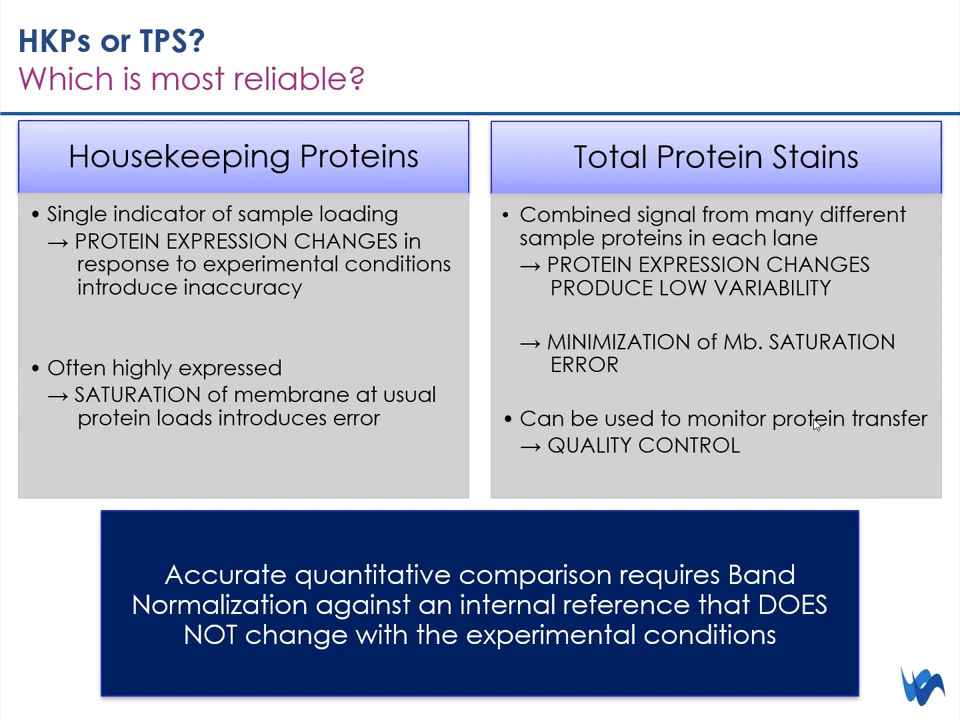 HKPs or TPS?
Which is most reliable?
Housekeeping Proteins
• Single indicator of sample loading
→ PROTEIN EXPRESSION CHANGES in
response to experimental conditions
introduce inaccuracy
• Often highly expressed
→ SATURATION of membrane at usual
protein loads introduces error
Total Protein Stains
• Combined signal from many different
sample proteins in each lane
→ PROTEIN EXPRESSION CHANGES
PRODUCE LOW VARIABILITY
→ MINIMIZATION of Mb. SATURATION
ERROR
• Can be used to monitor protein transfer
→ QUALITY CONTROL
Accurate quantitative comparison requires Band
Normalization against an internal reference that DOES
NOT change with the experimental conditions